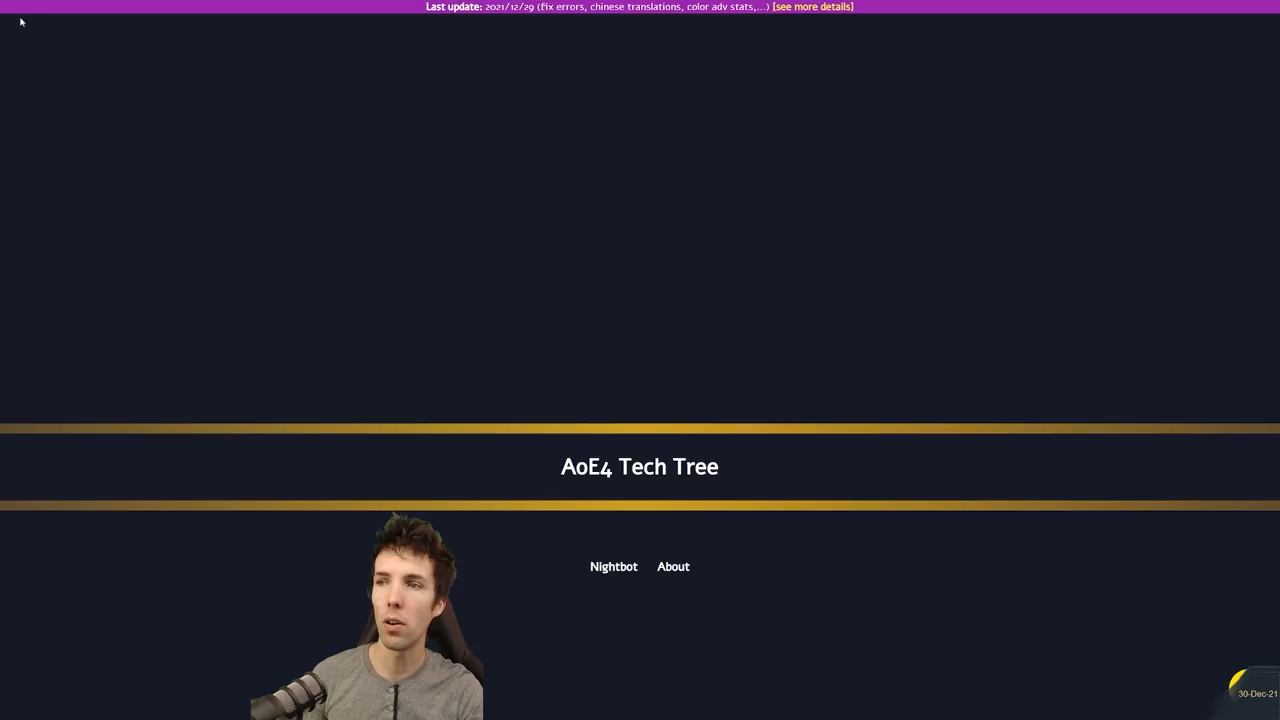 Last update: 2021/12/29 (fix errors, chinese translations, color adv stats,...) [see more details]
AoE4 Tech Tree
Nightbot About
30-Dec-21